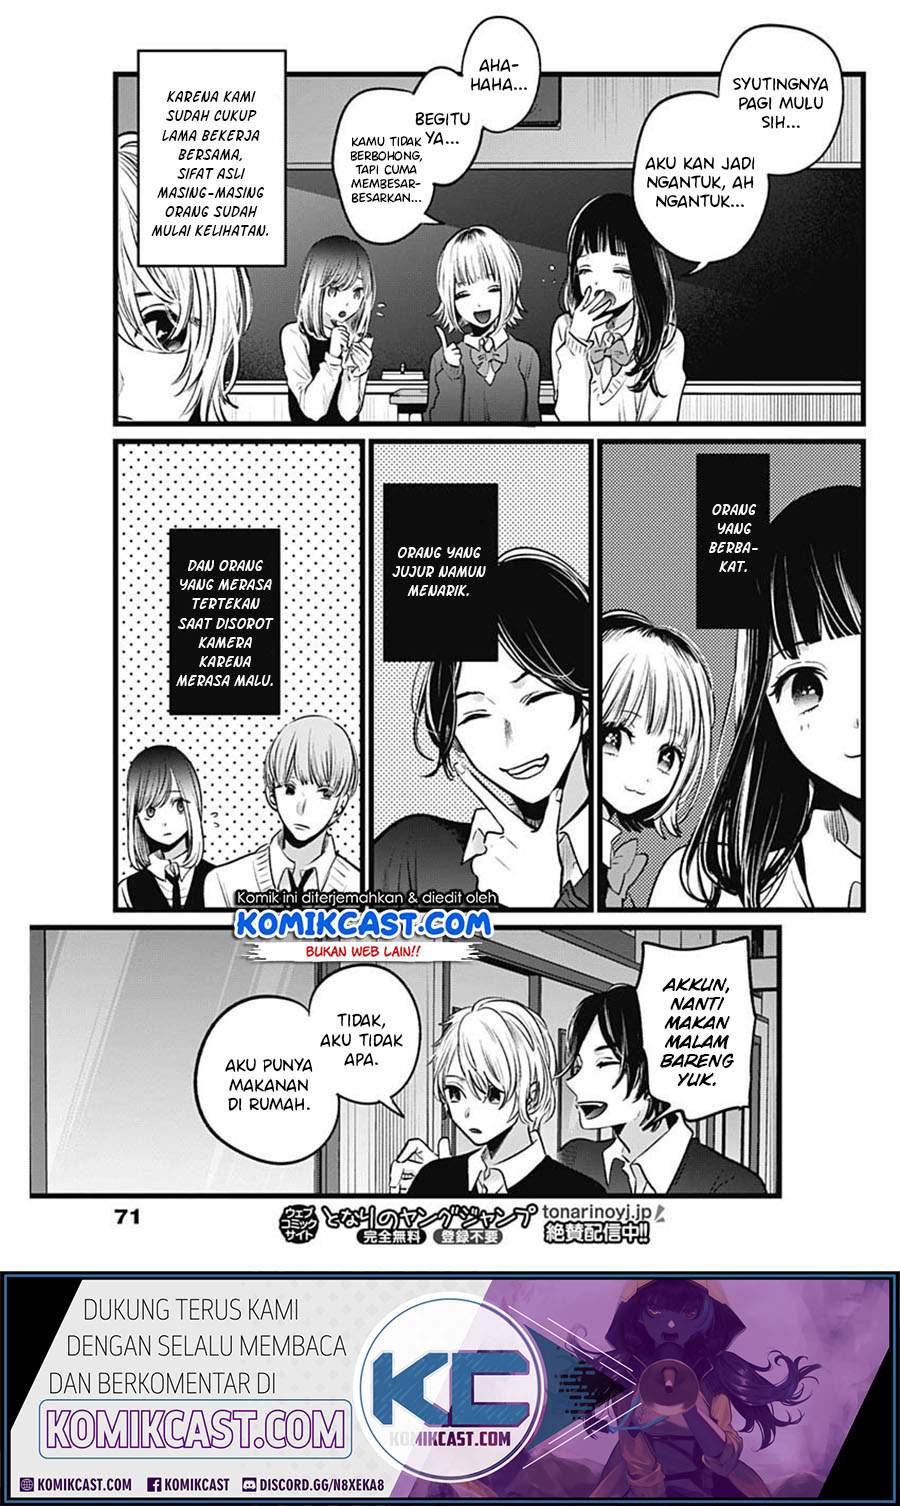 SYUTINGNYA
PAGI MULU
SIH...
AKU KAN JADI
NGANTUK, AH
NGANTUK...
AHA-
HAHA...
BEGITU
YA...
KAMU TIDAK
BERBOHONG,
TAPI CUMA
MEMBESAR-
BESARKAN...
KARENA KAMI
SUDAH CUKUP
LAMA BEKERJA
BERSAMA,
SIFAT ASLI
MASING-MASING
ORANG SUDAH
MULAI KELIHATAN.
ORANG
YANG
BERBA-
KAT.
ORANG YANG
JUJUR NAMUN
MENARIK.
DAN ORANG
YANG MERASA
TERTEKAN
SAAT DISOROT
KAMERA
KARENA
MERASA MALU.
Komik ini diterjemahkan & diedit oleh
KOMIKCAST.COM
BUKAN WEB LAIN!!
AKKUN,
NANTI
MAKAN
MALAM
BARENG
YUK.
TIDAK,
AKU TIDAK
APA.
AKU PUNYA
MAKANAN
DI RUMAH.
71
ウェブ
コミック
サイト
となりのヤングジャンプ
完全無料
登録不要
tonarinoyj.jp
絶賛配信中!!
DUKUNG TERUS KAMI
DENGAN SELALU MEMBACA
DAN BERKOMENTAR DI
KOMIKCAST.COM
KOMIKCAST.COM
KOMIKCAST
DISCORD.GG/N8XEKA8
KC
KOMIKCAST.COM